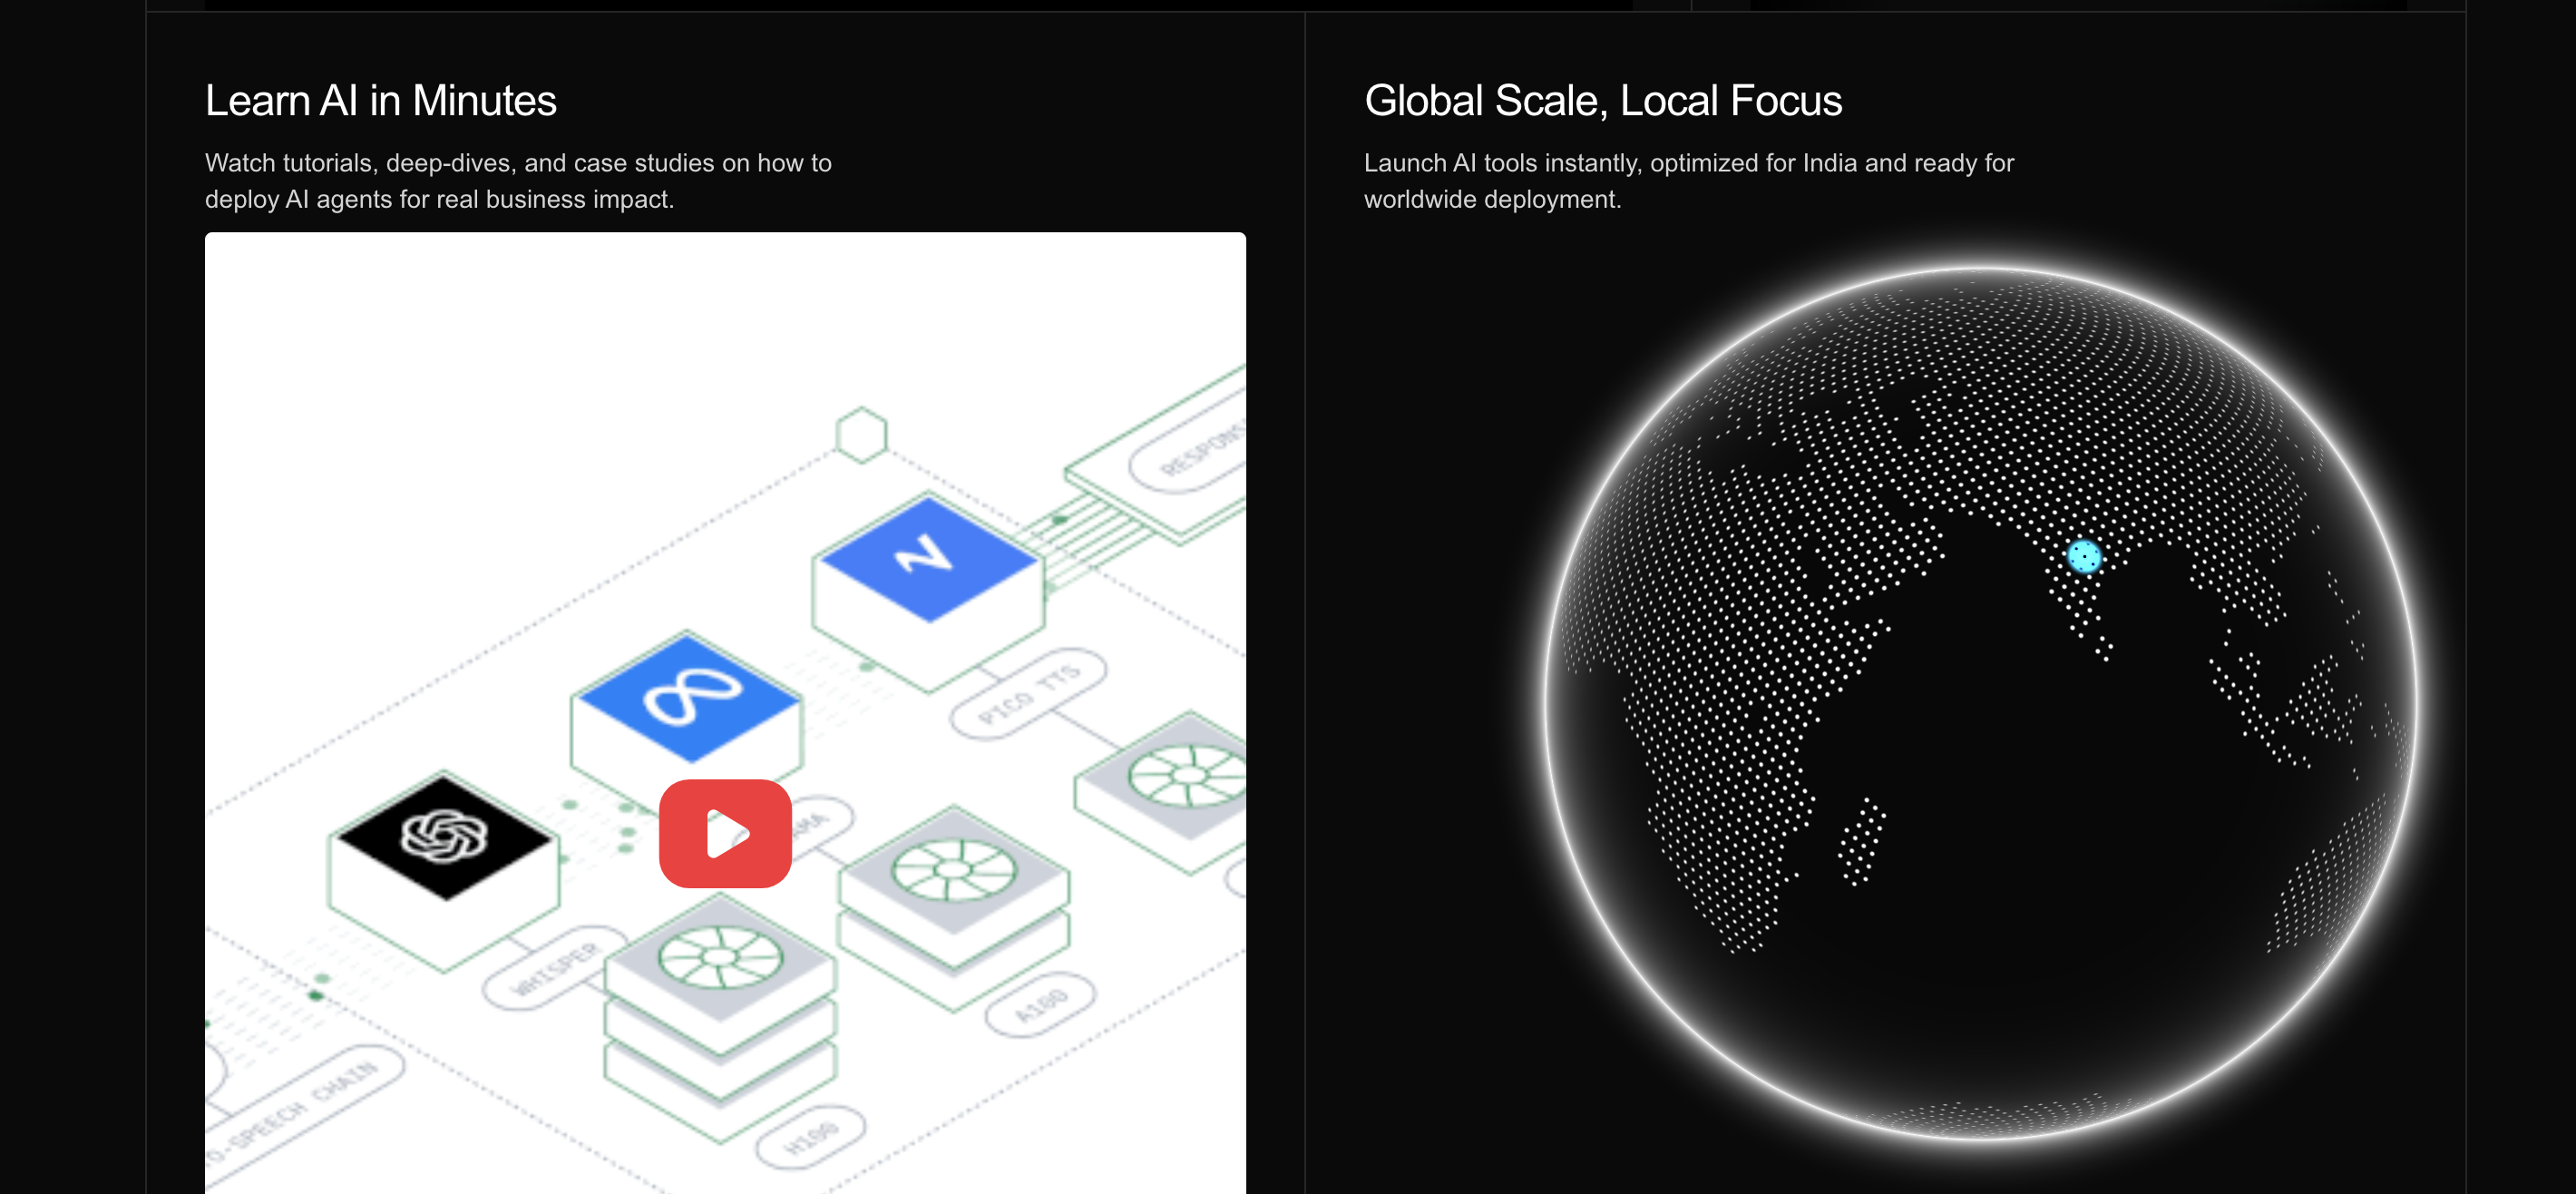 Learn AI in Minutes
Watch tutorials, deep-dives, and case studies on how to
deploy AI agents for real business impact.
Global Scale, Local Focus
Launch AI tools instantly, optimized for India and ready for
worldwide deployment.
RESPONS
PICO TTS
AMA
WHISPER
A100
H100
O-SPEECH CHAIN